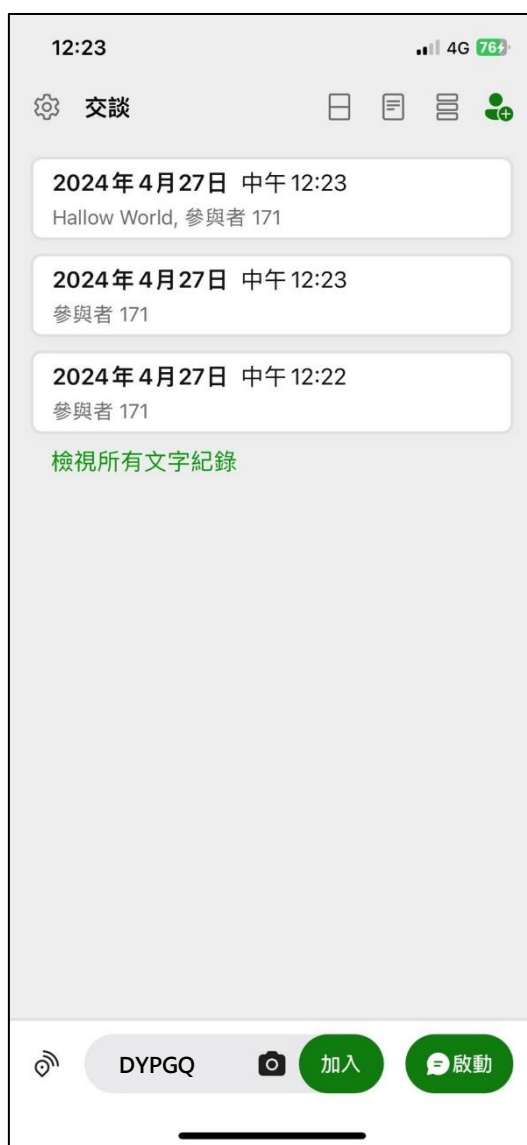 12:23 4G 76
交談
2024年4月27日 中午12:23
Hallow World, 參與者 171
2024年4月27日 中午12:23
參與者 171
2024年4月27日 中午12:22
參與者 171
檢視所有文字紀錄
DYPGQ 加入 啟動